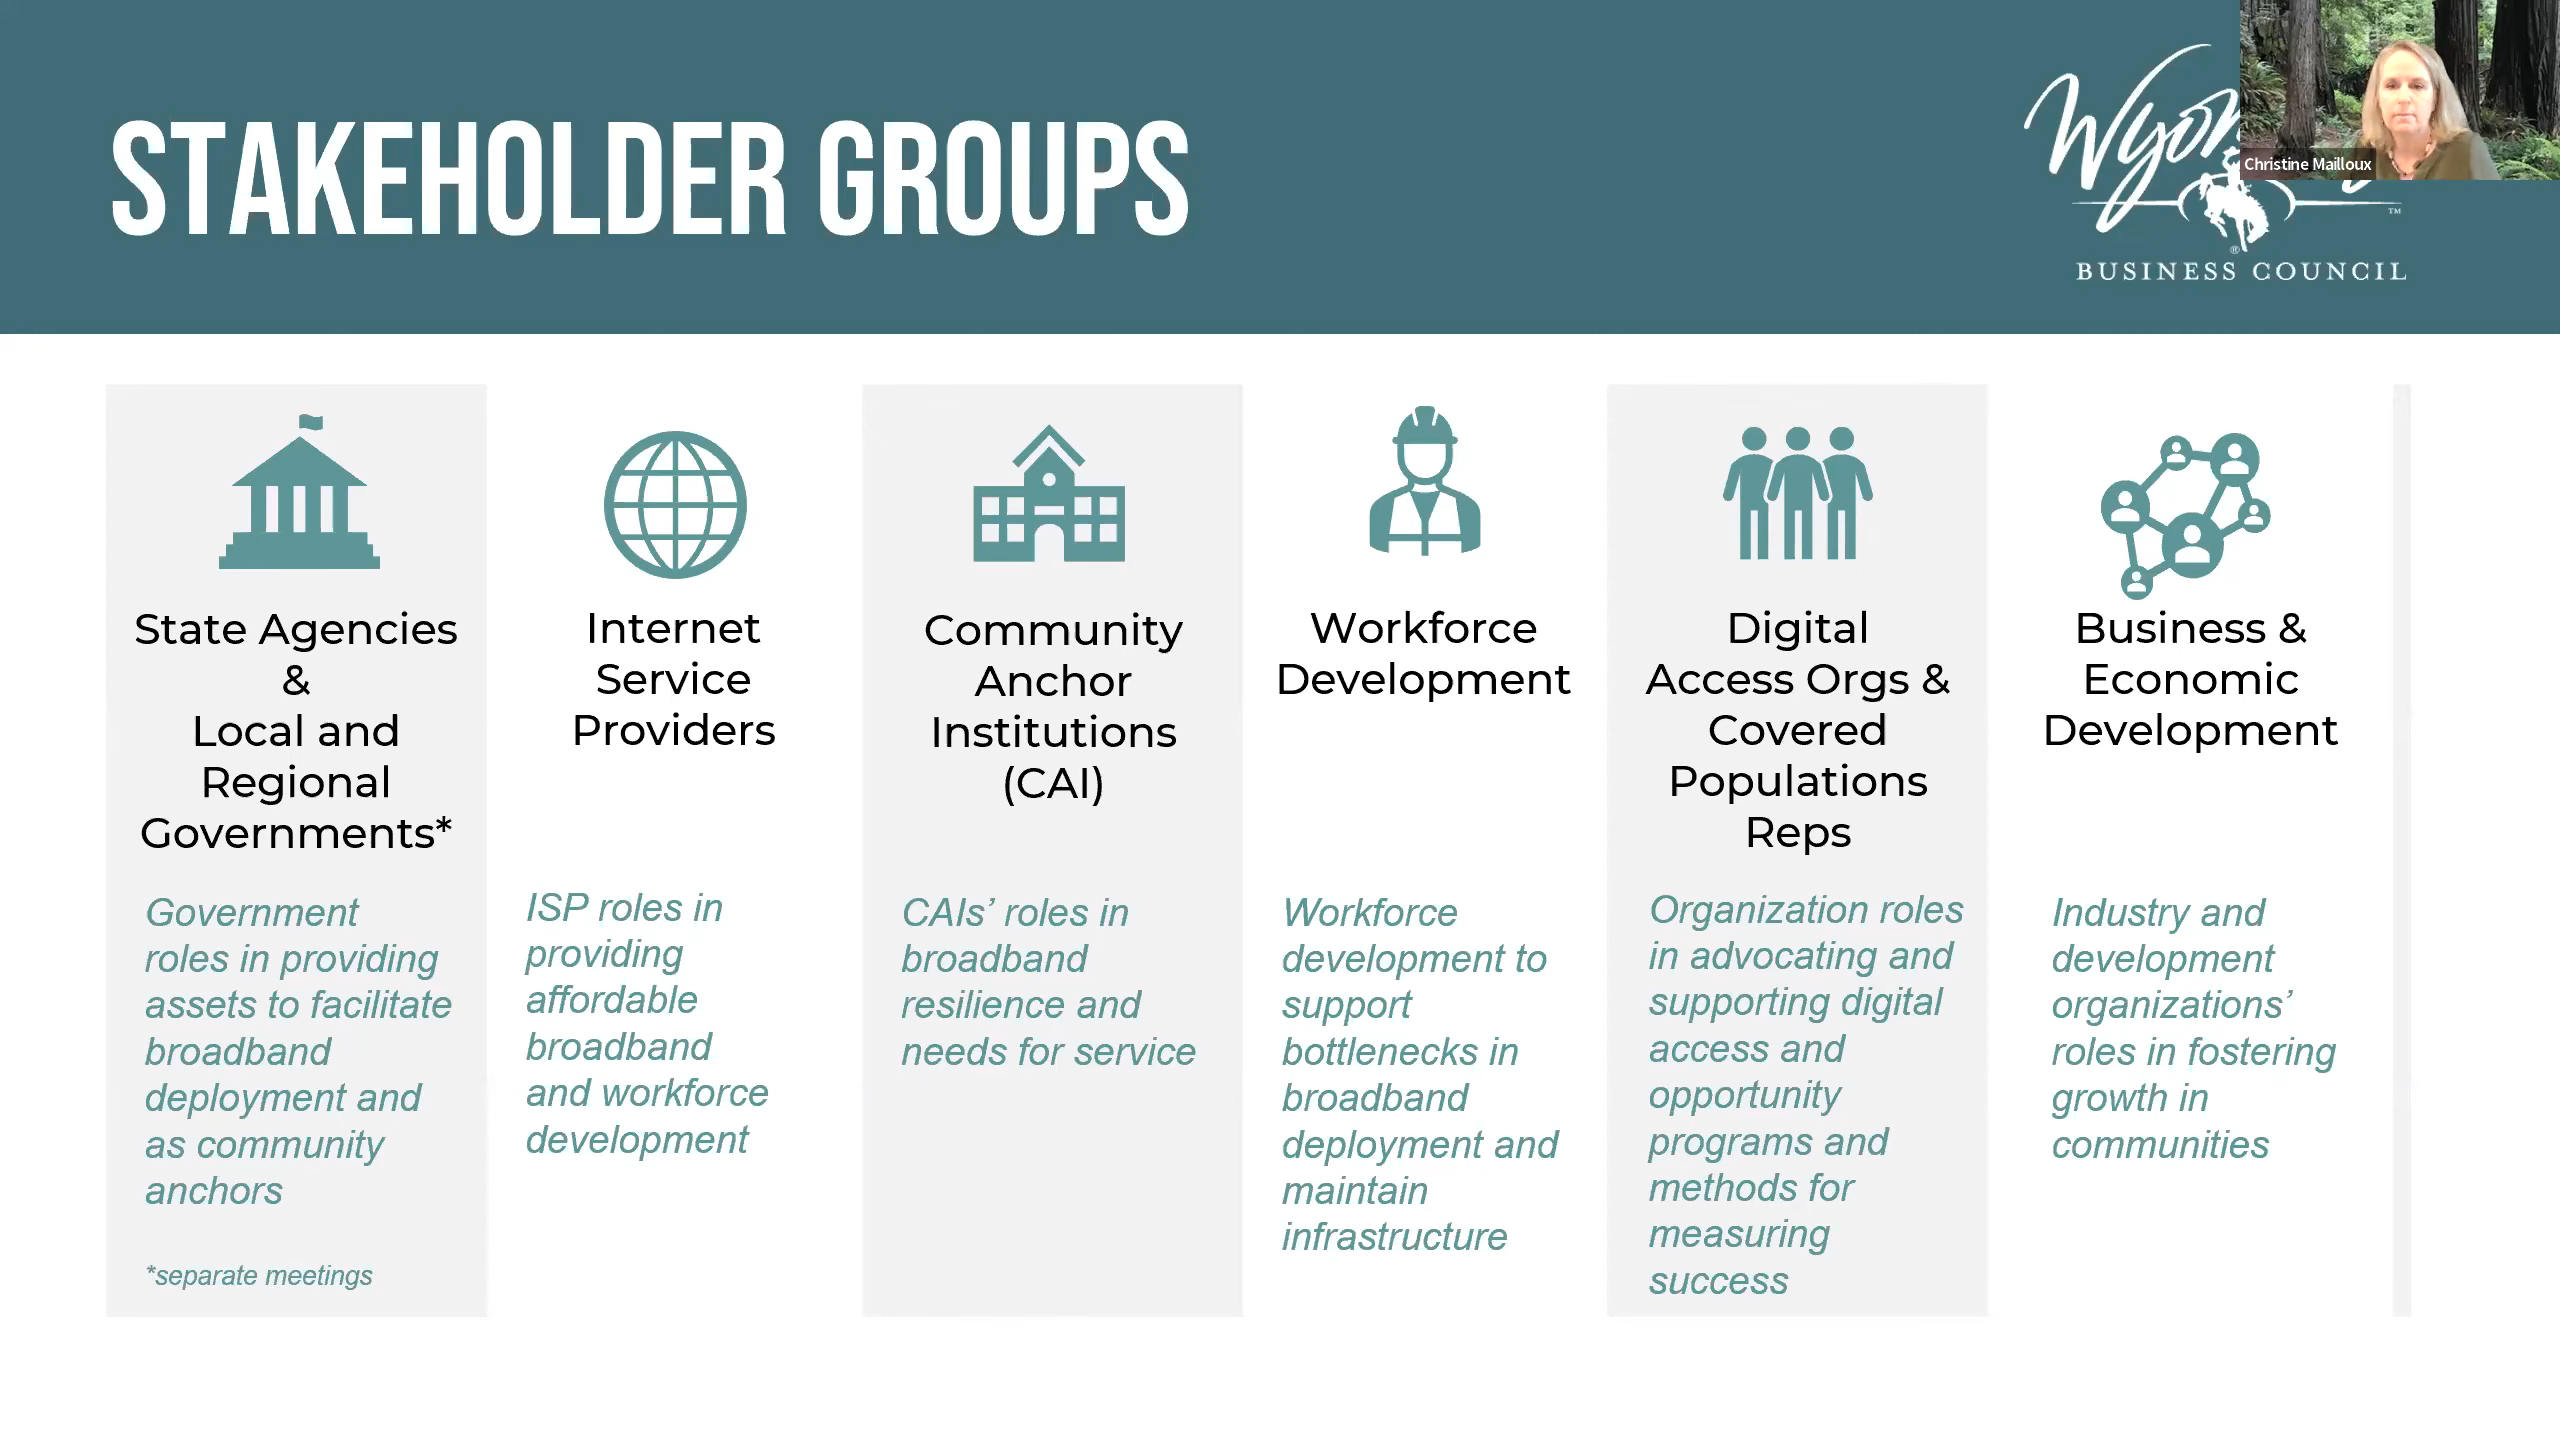 STAKEHOLDER GROUPS
Christine Mailloux
TM
®
BUSINESS COUNCIL
State Agencies
&
Local and
Regional
Governments*
Government
roles in providing
assets to facilitate
broadband
deployment and
as community
anchors
*separate meetings
Internet
Service
Providers
ISP roles in
providing
affordable
broadband
and workforce
development
Community
Anchor
Institutions
(CAI)
CAIs’ roles in
broadband
resilience and
needs for service
Workforce
Development
Workforce
development to
support
bottlenecks in
broadband
deployment and
maintain
infrastructure
Digital
Access Orgs &
Covered
Populations
Reps
Organization roles
in advocating and
supporting digital
access and
opportunity
programs and
methods for
measuring
success
Business &
Economic
Development
Industry and
development
organizations’
roles in fostering
growth in
communities